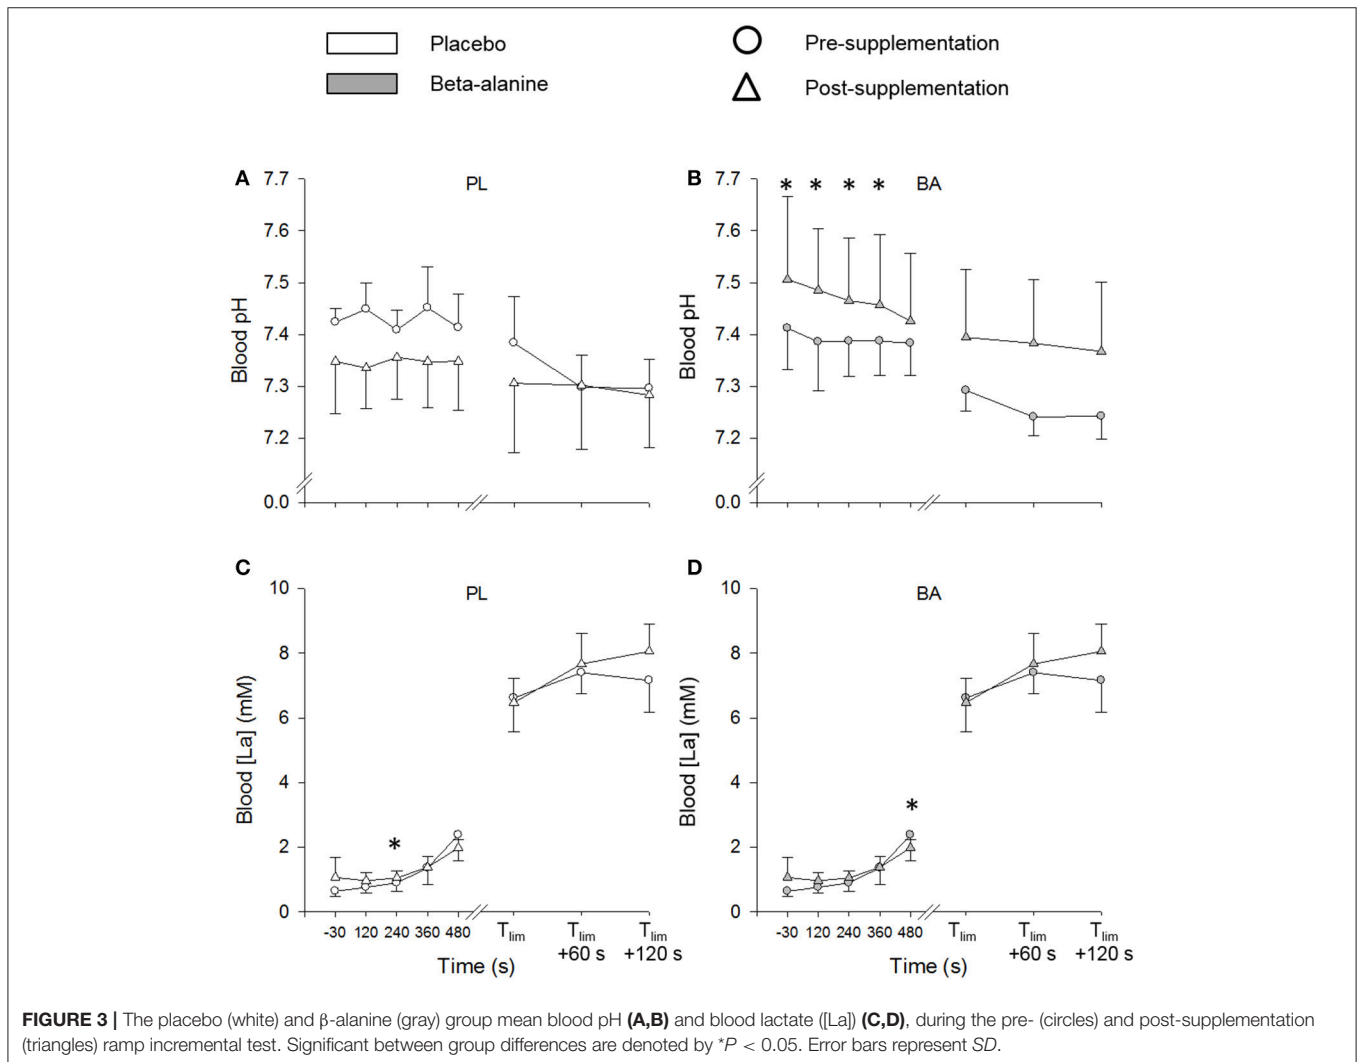 Placebo
Pre-supplementation
Beta-alanine
Post-supplementation
A
PL
7.7
7.6
7.5
7.4
7.3
7.2
0.0
Blood pH
B
BA
* * * *
7.7
7.6
7.5
7.4
7.3
7.2
0.0
Blood pH
C
PL
10
8
6
4
2
0
Blood [La] (mM)
*
-30 120 240 360 480 Tlim Tlim Tlim
+60 s +120 s
Time (s)
D
BA
10
8
6
4
2
0
Blood [La] (mM)
*
-30 120 240 360 480 Tlim Tlim Tlim
+60 s +120 s
Time (s)
FIGURE 3 | The placebo (white) and β-alanine (gray) group mean blood pH (A,B) and blood lactate ([La]) (C,D), during the pre- (circles) and post-supplementation
(triangles) ramp incremental test. Significant between group differences are denoted by *P < 0.05. Error bars represent SD.